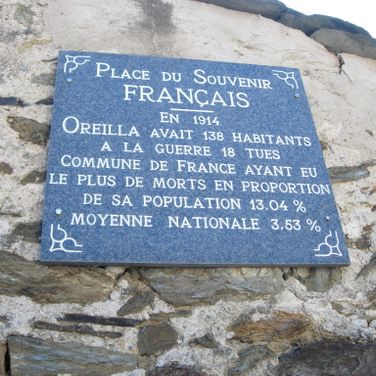 PLACE DU SOUVENIR
FRANÇAIS
EN 1914
OREILLA AVAIT 138 HABITANTS
A LA GUERRE 18 TUES
COMMUNE DE FRANCE AYANT EU
LE PLUS DE MORTS EN PROPORTION
DE SA POPULATION 13.04 %
MOYENNE NATIONALE 3.53 %